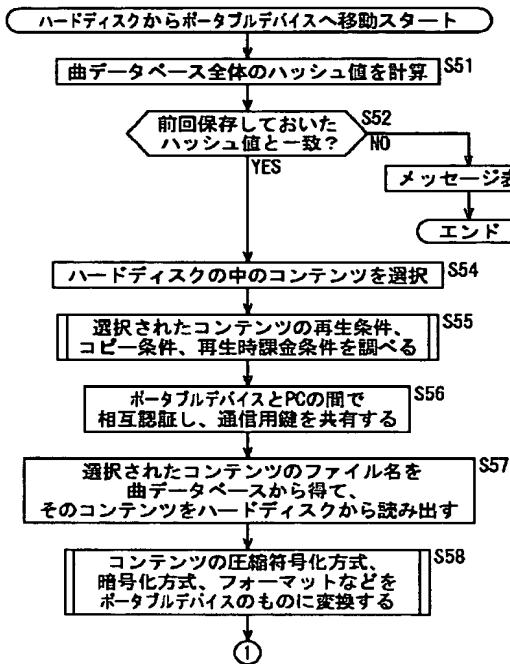 ハードディスクからポータブルデバイスへ移動スタート
曲データベース全体のハッシュ値を計算
S51
前回保存しておいた
ハッシュ値と一致?
S52
NO
YES
メッセージ表
エンド
ハードディスクの中のコンテンツを選択
S54
選択されたコンテンツの再生条件、
コピー条件、再生時課金条件を調べる
S55
ポータブルデバイスとPCの間で
相互認証し、通信用鍵を共有する
S56
選択されたコンテンツのファイル名を
曲データベースから得て、
そのコンテンツをハードディスクから読み出す
S57
コンテンツの圧縮符号化方式、
暗号化方式、フォーマットなどを
ポータブルデバイスのものに変換する
S58
1